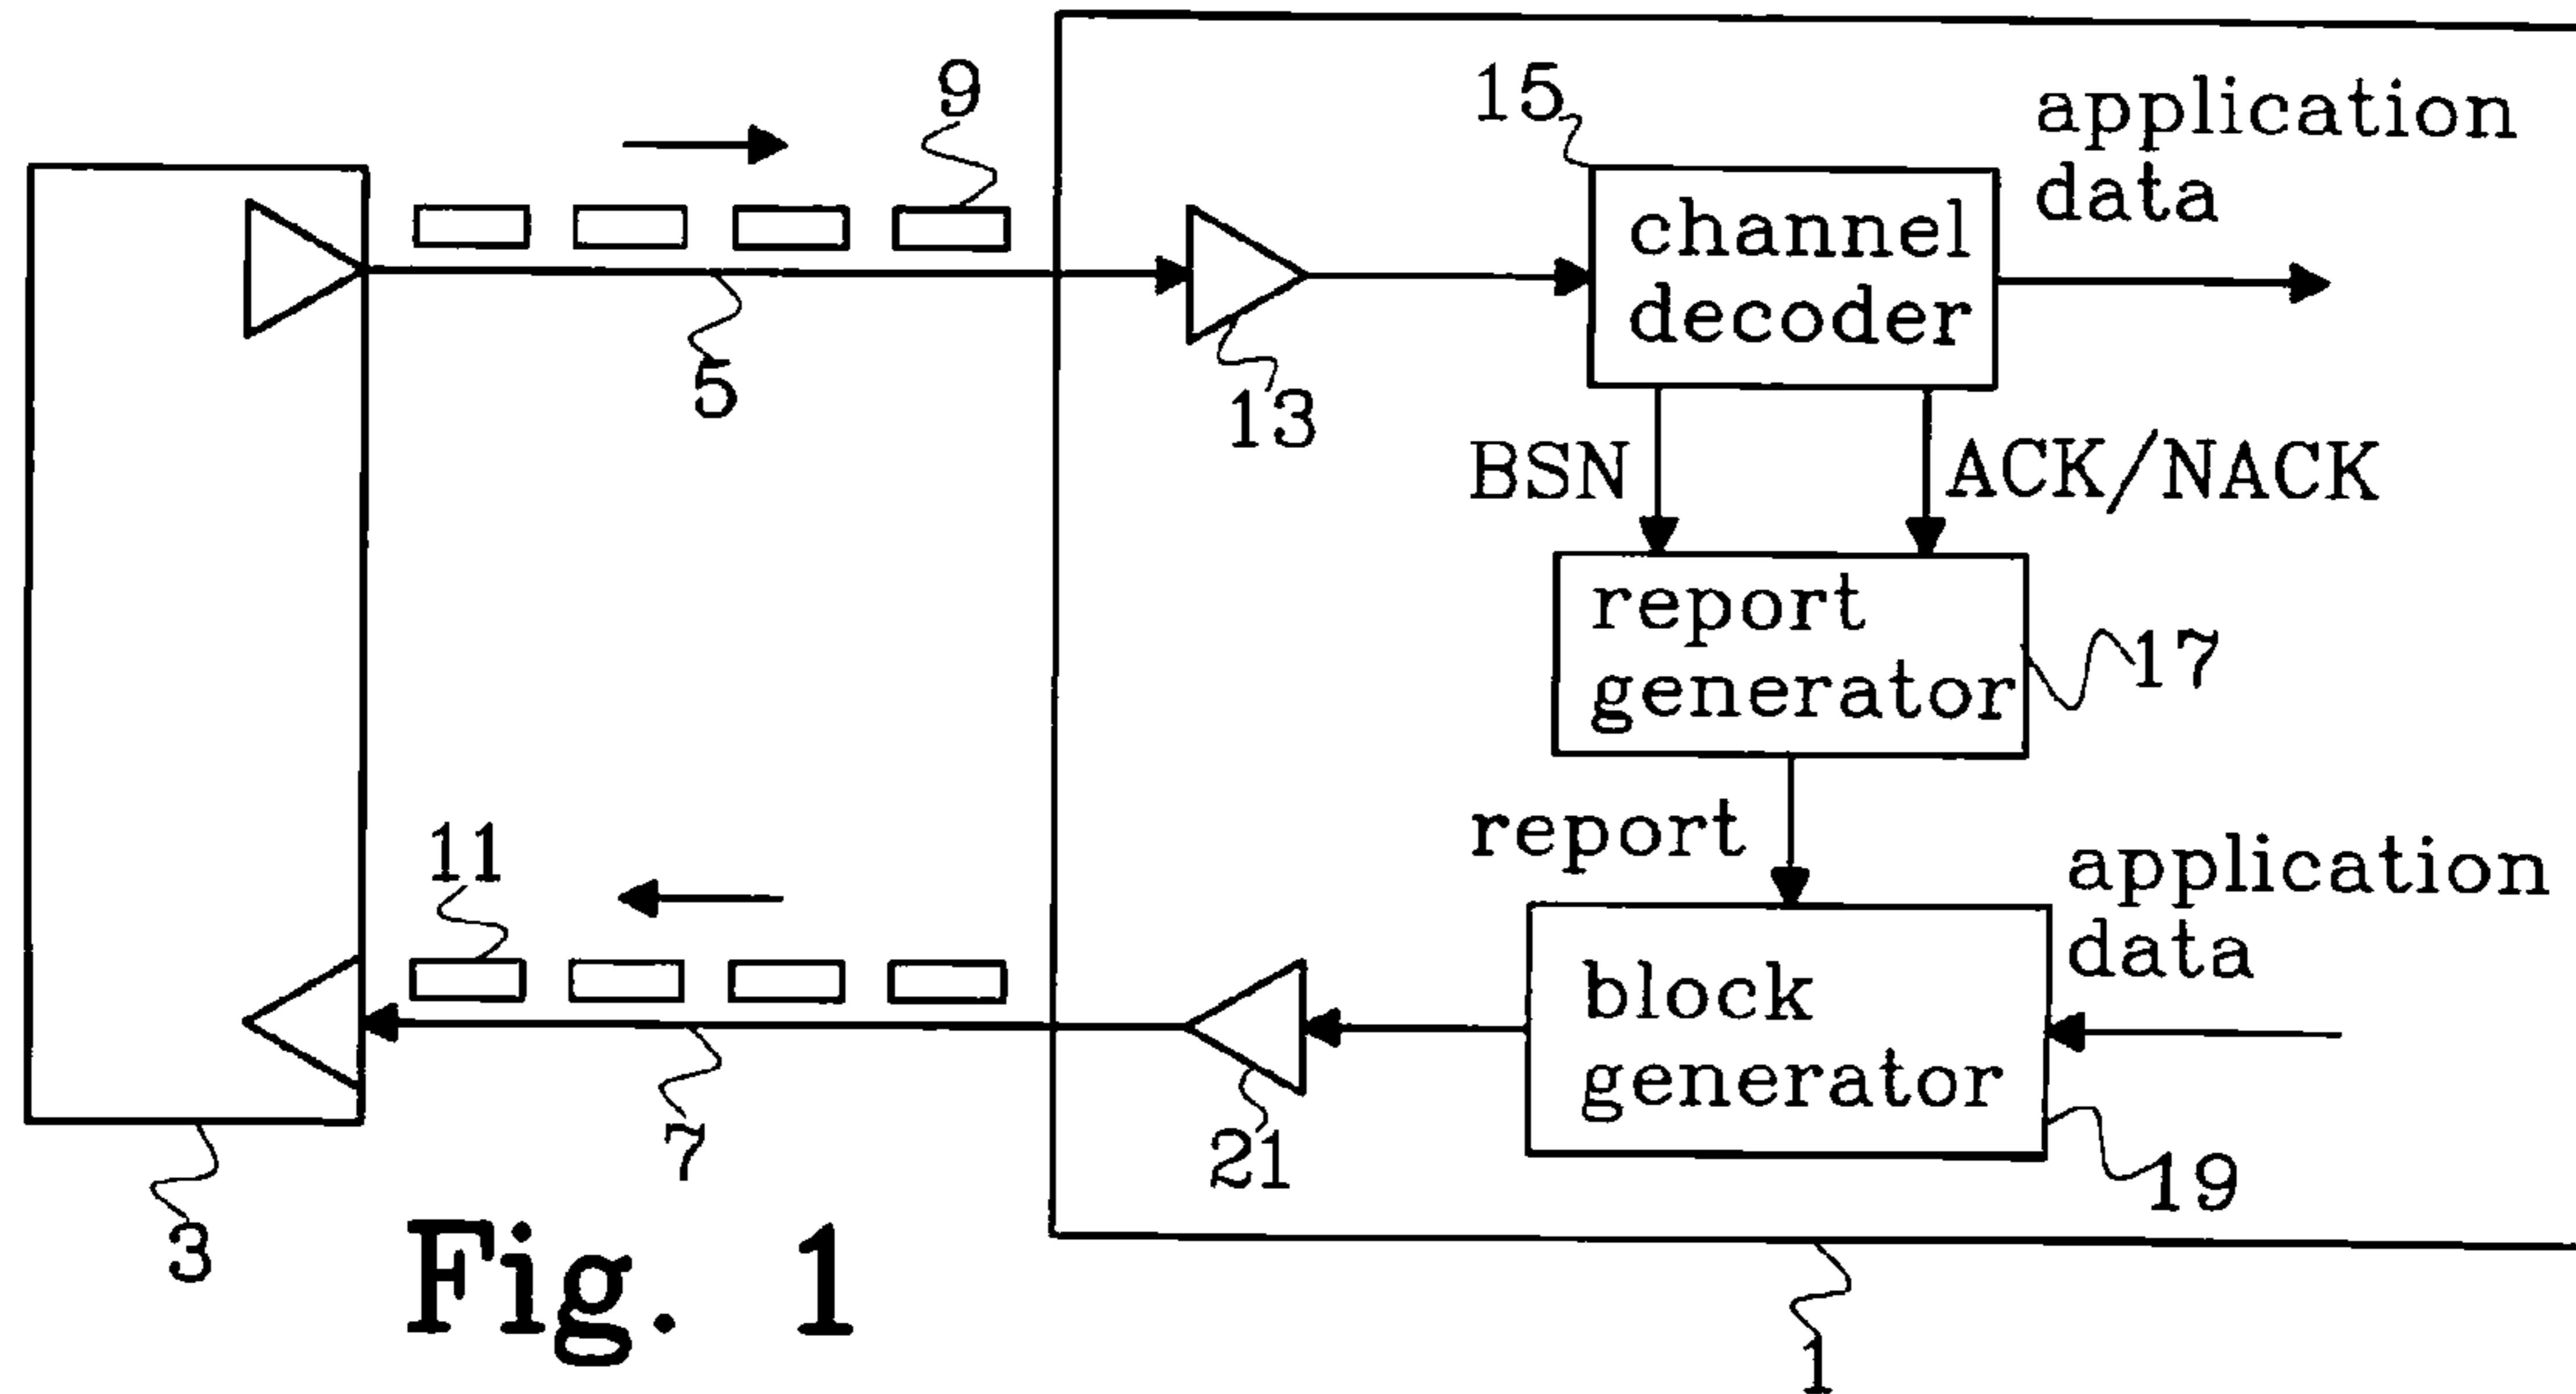 9
15
application
data
channel
decoder
5
13
BSN
ACK/NACK
report
generator
17
report
11
application
data
block
generator
7
21
19
3
Fig. 1
1